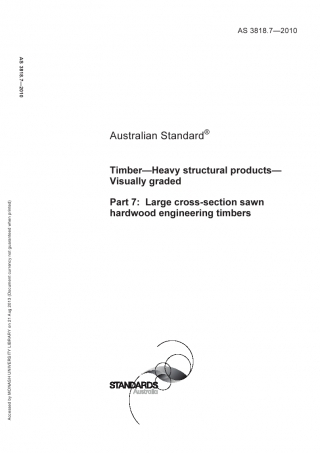 AS 3818.7—2010
AS 3818.7—2010
Australian Standard®
Timber—Heavy structural products—
Visually graded
Part 7: Large cross-section sawn
hardwood engineering timbers
Accessed by MONASH UNIVERSITY LIBRARY on 21 Aug 2010 (Document currency not guaranteed when printed)
STANDARDS
Australia